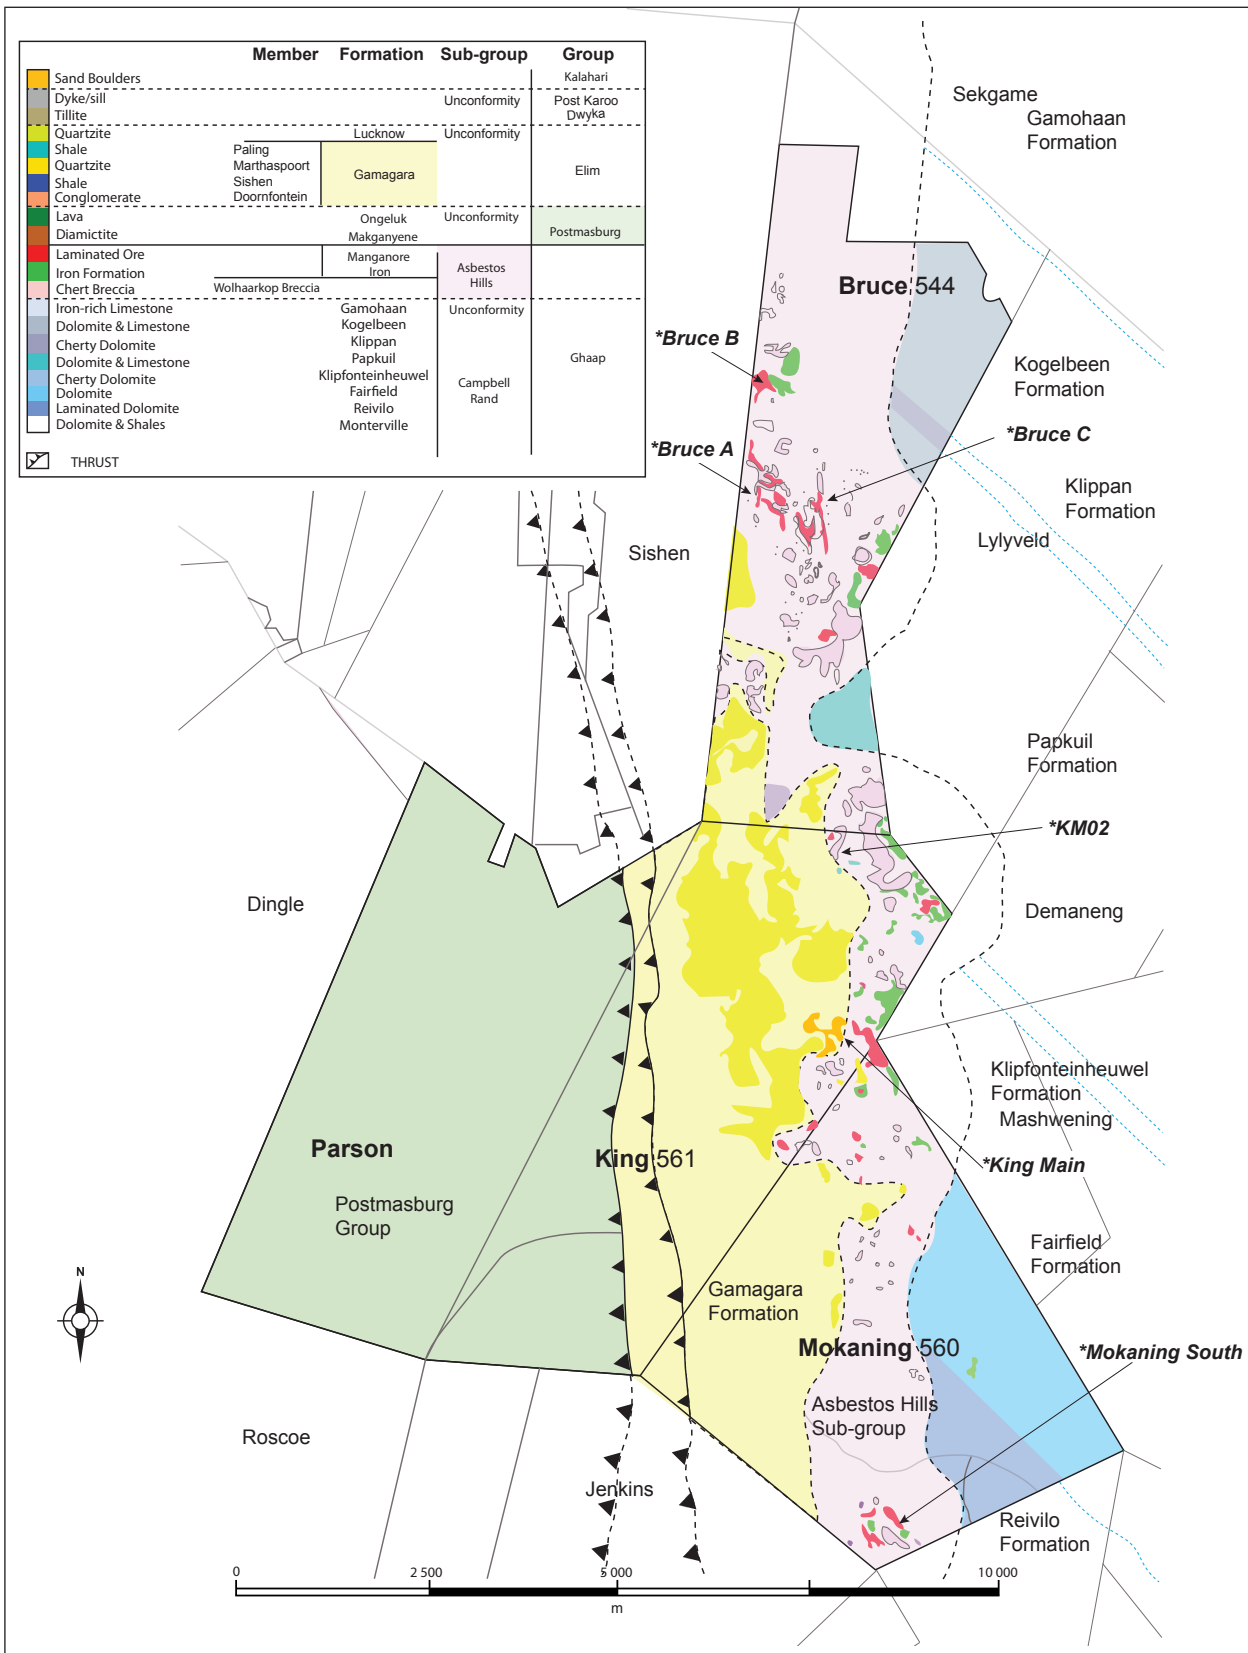 Member Formation Sub-group Group
Sand Boulders Kalahari
Dyke/sill Unconformity Post Karoo
Tillite Dwyka
Quartzite Lucknow Unconformity
Shale Paling
Quartzite Marthaspoort Gamagara Elim
Shale Sishen
Conglomerate Doornfontein
Lava Ongeluk Unconformity
Diamictite Makganyene Postmasburg
Laminated Ore Manganore
Iron Formation Iron Asbestos
Chert Breccia Wolhaarkop Breccia Hills
Iron-rich Limestone Gamohaan Unconformity
Dolomite & Limestone Kogelbeen
Cherty Dolomite Klippan
Dolomite & Limestone Papkuil Ghaap
Cherty Dolomite Klipfonteinheuwel Campbell
Dolomite Fairfield Rand
Laminated Dolomite Reivilo
Dolomite & Shales Monterville
THRUST
Sekgame
Gamohaan
Formation
Bruce 544
*Bruce B
Kogelbeen
Formation
*Bruce C
*Bruce A
Klippan
Formation
Sishen
Lylyveld
Papkuil
Formation
*KM02
Dingle
Demaneng
Klipfonteinheuwel
Formation
Mashwening
Parson
King 561
*King Main
Postmasburg
Group
Fairfield
Formation
N
Gamagara
Formation
Mokaning 560
*Mokaning South
Asbestos Hills
Sub-group
Roscoe
Jenkins
Reivilo
Formation
0 2 500 5 000 10 000
m